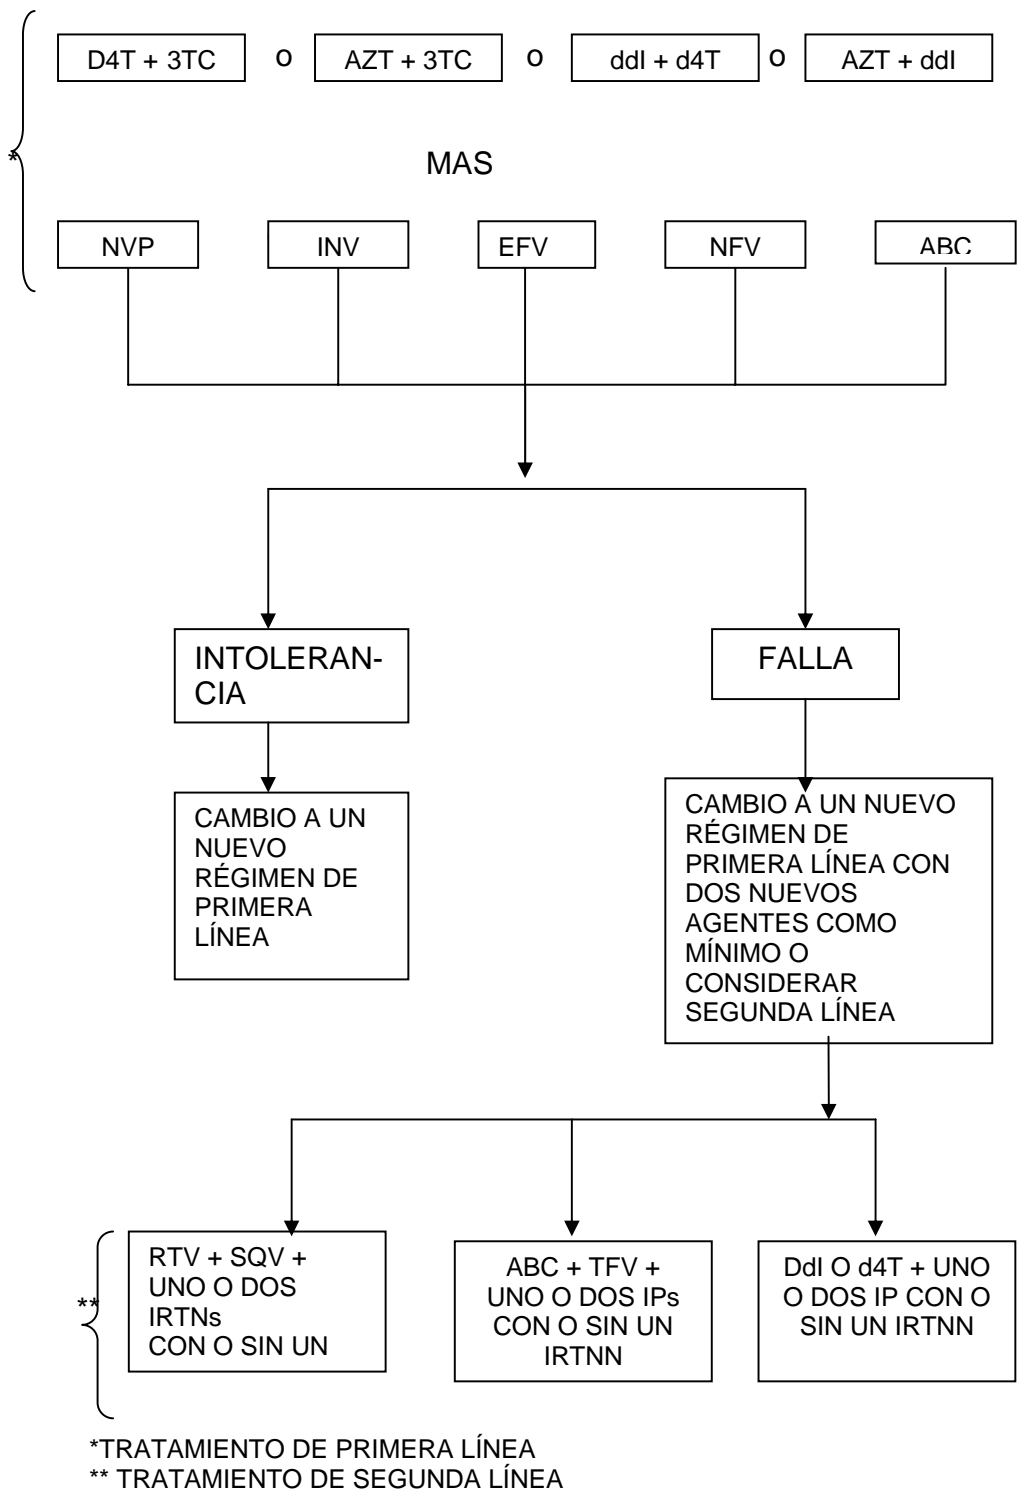 D4T + 3TC o AZT + 3TC o ddI + d4T o AZT + ddI
*
MAS
NVP INV EFV NFV ABC
INTOLERAN-
CIA
FALLA
CAMBIO A UN
NUEVO
RÉGIMEN DE
PRIMERA
LÍNEA
CAMBIO A UN NUEVO
RÉGIMEN DE
PRIMERA LÍNEA CON
DOS NUEVOS
AGENTES COMO
MÍNIMO O
CONSIDERAR
SEGUNDA LÍNEA
**
RTV + SQV +
UNO O DOS
IRTNs
CON O SIN UN
ABC + TFV +
UNO O DOS IPs
CON O SIN UN
IRTNN
DdI O d4T + UNO
O DOS IP CON O
SIN UN IRTNN
*TRATAMIENTO DE PRIMERA LÍNEA
** TRATAMIENTO DE SEGUNDA LÍNEA